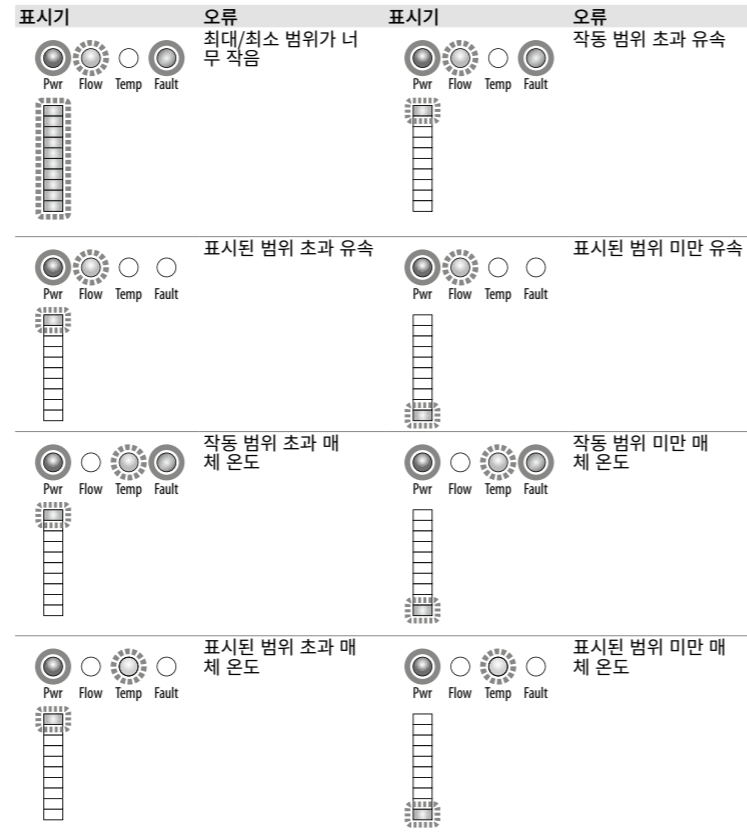 표시기 오류 표시기 오류
최대/최소 범위가 너
무 작음
Pwr Flow Temp Fault
작동 범위 초과 유속
Pwr Flow Temp Fault
표시된 범위 초과 유속
Pwr Flow Temp Fault
표시된 범위 미만 유속
Pwr Flow Temp Fault
작동 범위 초과 매
체 온도
Pwr Flow Temp Fault
작동 범위 미만 매
체 온도
Pwr Flow Temp Fault
표시된 범위 초과 매
체 온도
Pwr Flow Temp Fault
표시된 범위 미만 매
체 온도
Pwr Flow Temp Fault